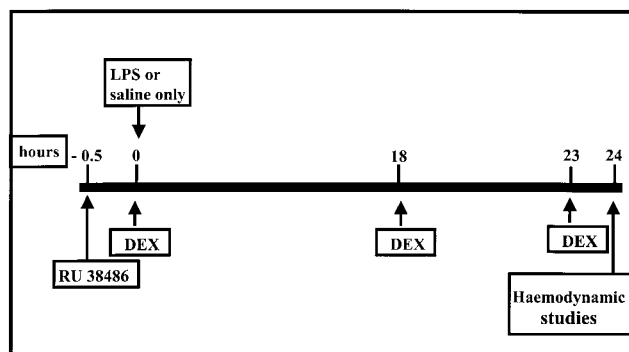 LPS or
saline only
hours
- 0.5 0 18 23 24
DEX DEX DEX
RU 38486
Haemodynamic
studies